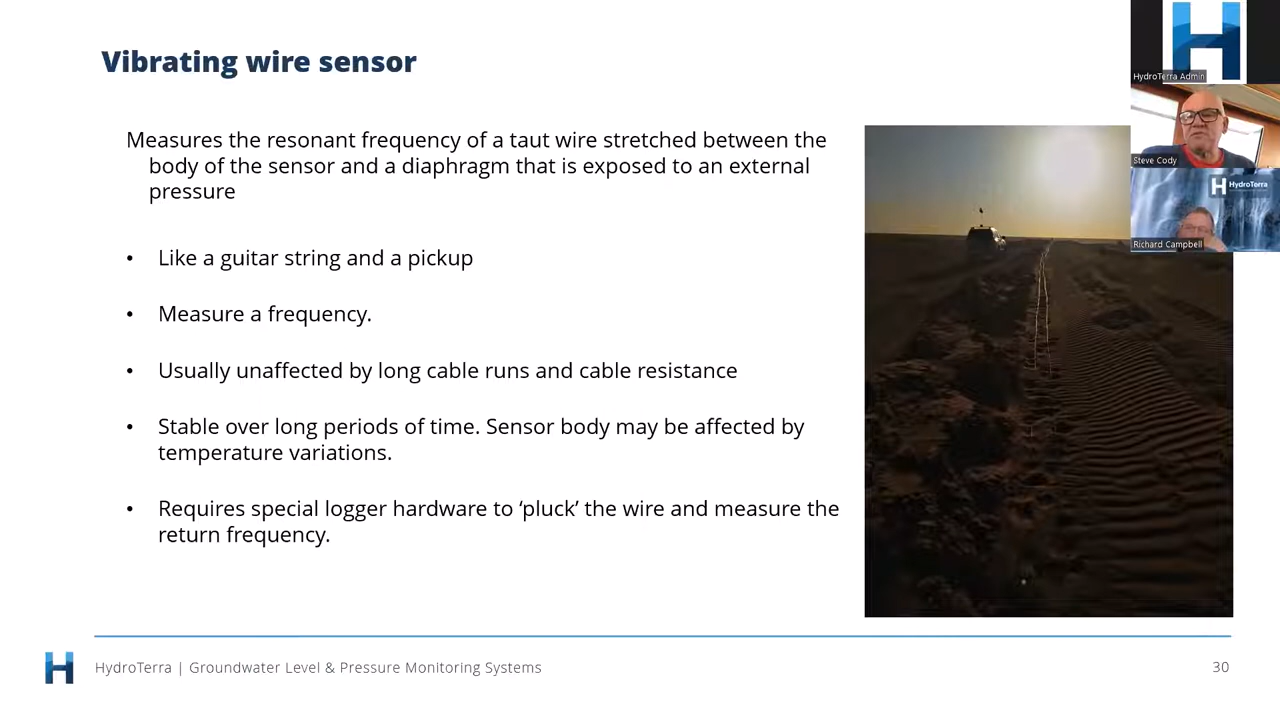 Vibrating wire sensor
Measures the resonant frequency of a taut wire stretched between the
body of the sensor and a diaphragm that is exposed to an external
pressure
• Like a guitar string and a pickup
• Measure a frequency.
• Usually unaffected by long cable runs and cable resistance
• Stable over long periods of time. Sensor body may be affected by
temperature variations.
• Requires special logger hardware to ‘pluck’ the wire and measure the
return frequency.
HydroTerra | Groundwater Level & Pressure Monitoring Systems
30
HydroTerra Admin
Steve Cody
HydroTerra
Richard Campbell